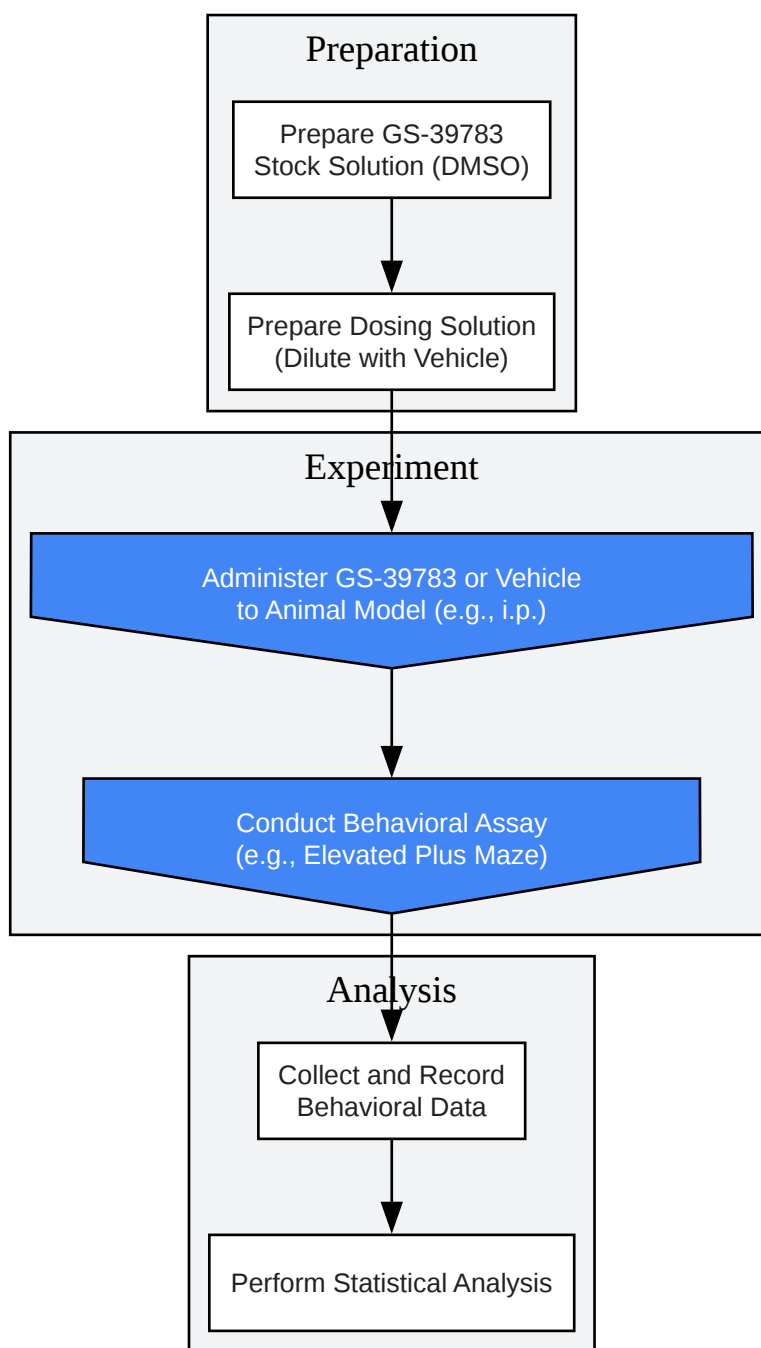 Preparation
Prepare GS-39783
Stock Solution (DMSO)
Prepare Dosing Solution
(Dilute with Vehicle)
Experiment
Administer GS-39783 or Vehicle
to Animal Model (e.g., i.p.)
Conduct Behavioral Assay
(e.g., Elevated Plus Maze)
Analysis
Collect and Record
Behavioral Data
Perform Statistical Analysis